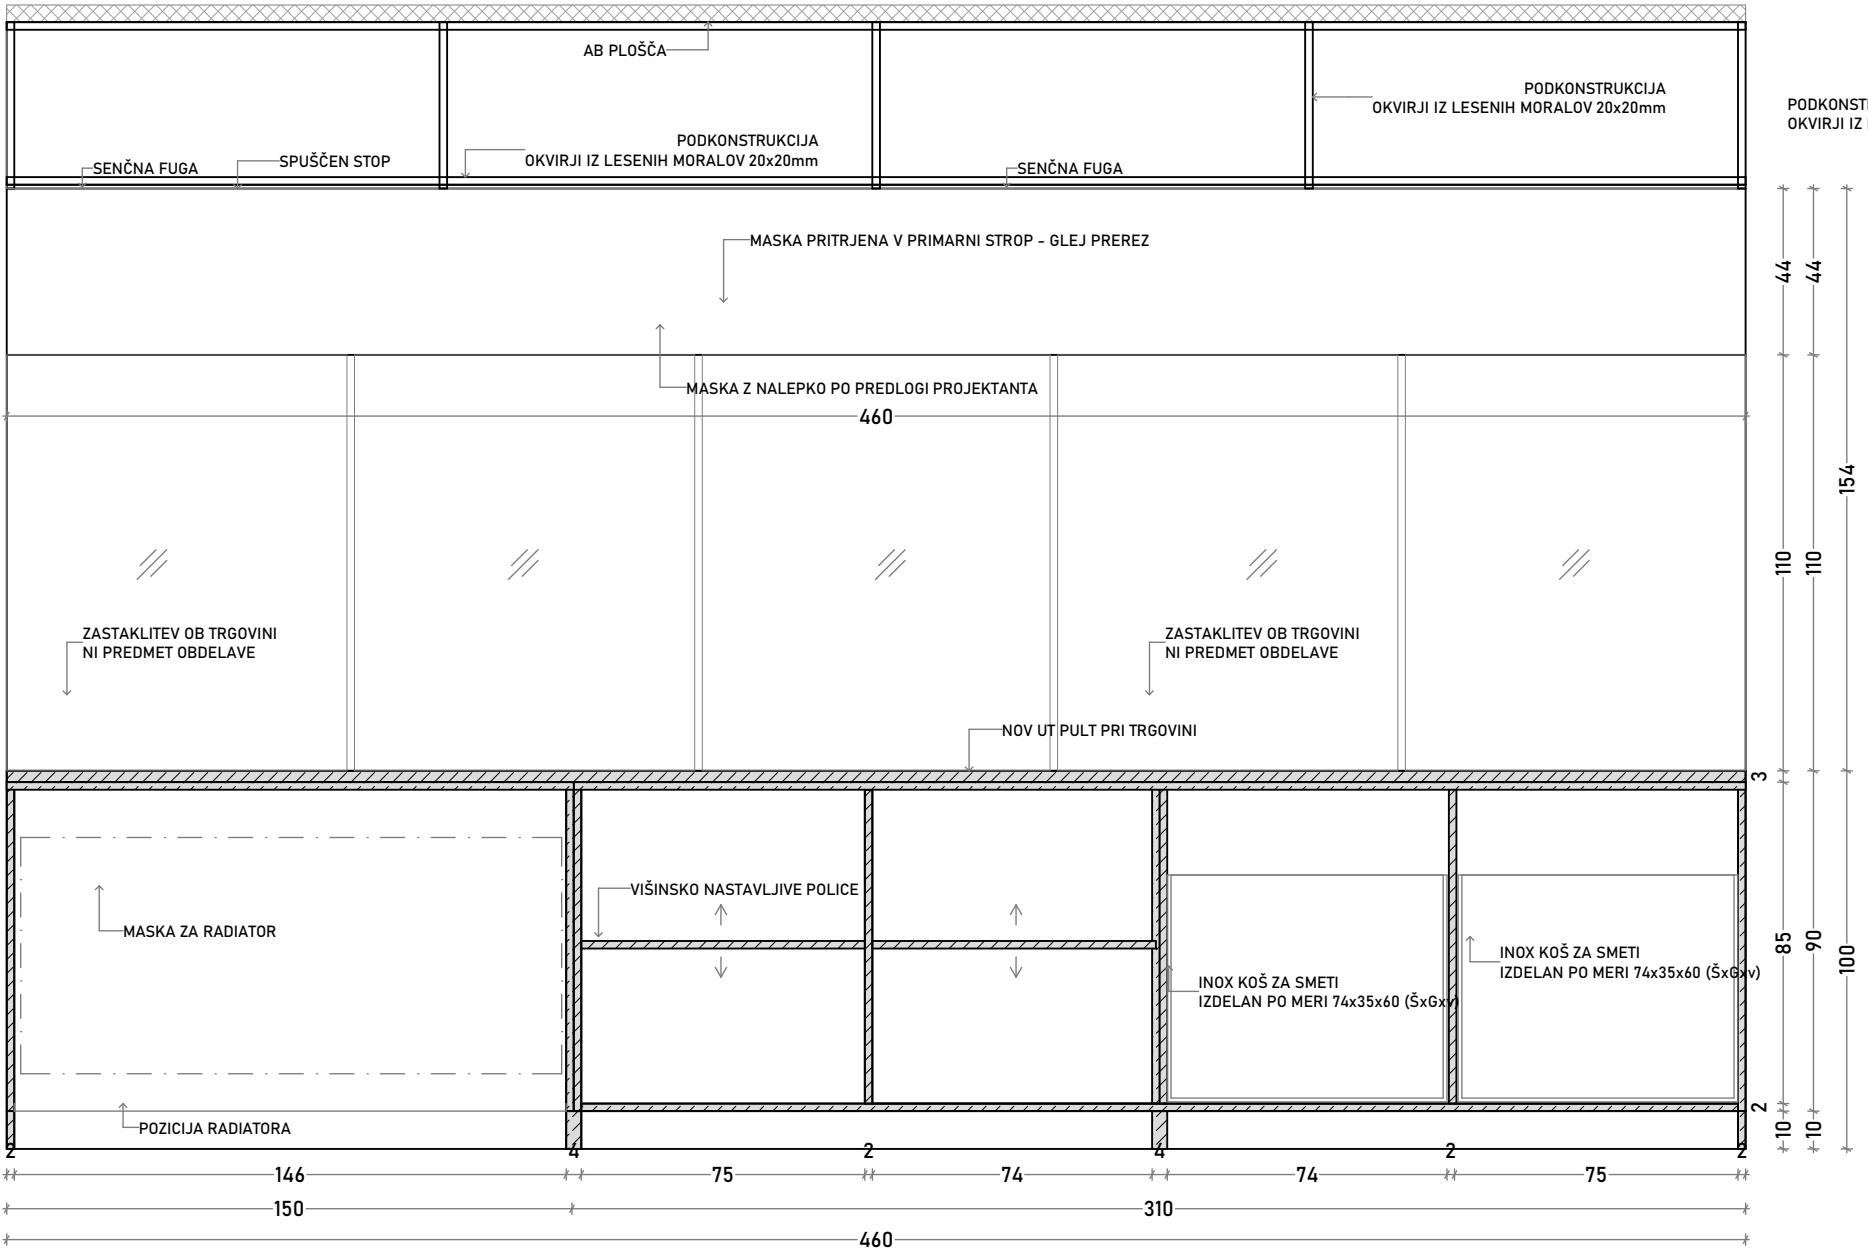 AB PLOŠČA
PODKONSTRUKCIJA
OKVIRJI IZ LESENIH MORALOV 20x20mm
PODKONST
OKVIRJI IZ
PODKONSTRUKCIJA
OKVIRJI IZ LESENIH MORALOV 20x20mm
SENČNA FUGA
SPUŠČEN STOP
SENČNA FUGA
MASKA PRITRJENA V PRIMARNI STROP - GLEJ PREREZ
44
44
MASKA Z NALEPKO PO PREDLOGI PROJEKTANTA
460
154
110
110
ZASTAKLITEV OB TRGOVINI
NI PREDMET OBDELAVE
ZASTAKLITEV OB TRGOVINI
NI PREDMET OBDELAVE
NOV UT PULT PRI TRGOVINI
3
VIŠINSKO NASTAVLJIVE POLICE
MASKA ZA RADIATOR
INOX KOŠ ZA SMETI
IZDELAN PO MERI 74x35x60 (ŠxGxv)
INOX KOŠ ZA SMETI
IZDELAN PO MERI 74x35x60 (ŠxGxv)
85
90
100
2
POZICIJA RADIATORA
10
10
2
4
2
4
2
2
146
75
74
74
75
150
310
460